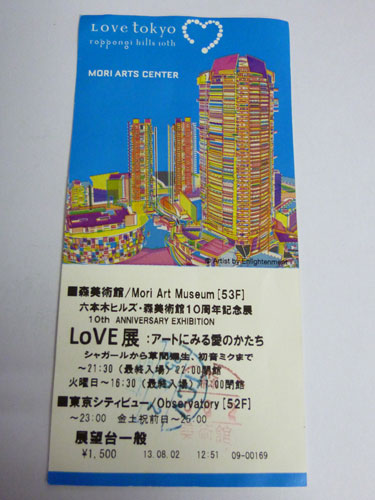 LOVE tokyo
roppongi hills 10th
MORI ARTS CENTER
© Artist by Enlightenment
■森美術館/Mori Art Museum[53F]
六本木ヒルズ・森美術館10周年記念展
10th ANNIVERSARY EXHIBITION
LOVE展:アートにみる愛のかたち
シャガールから草間彌生、初音ミクまで
～21:30(最終入場) 22:00閉館
火曜日～16:30(最終入場) 17:00閉館
■東京シティビュー/Observatory[52F]
～23:00 金土祝前日～25:00
展望台一般
¥1,500 13.08.02 12:51 09-00169
美術館